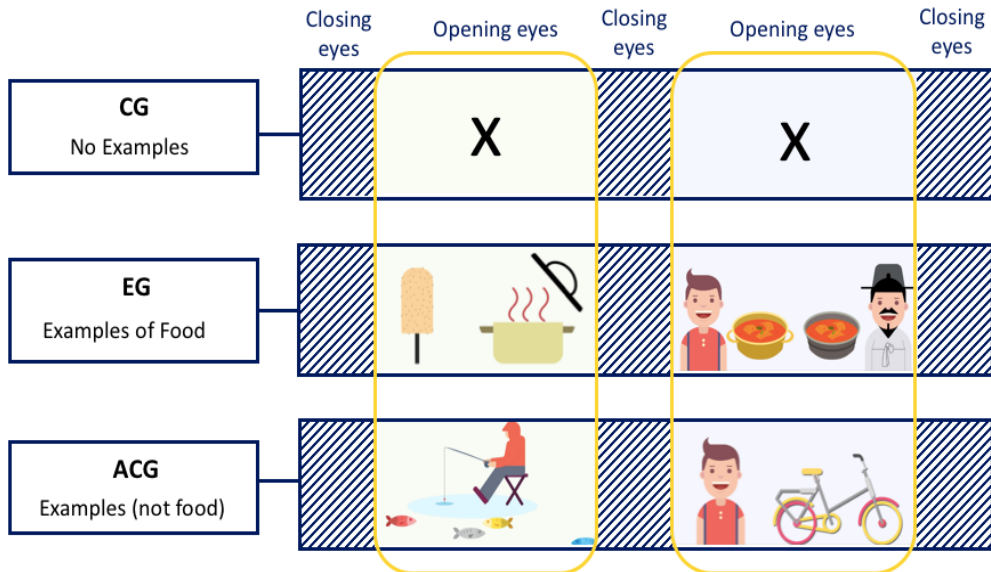 Closing
eyes
Opening eyes
Closing
eyes
Opening eyes
Closing
eyes
CG
No Examples
X
X
EG
Examples of Food
ACG
Examples (not food)